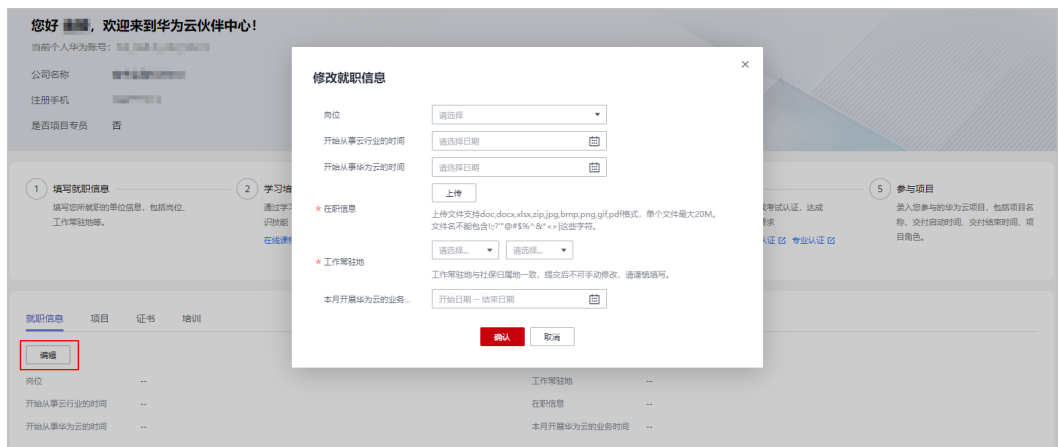 您好 ，欢迎来到华为云伙伴中心！
当前个人华为账号：
公司名称
注册手机
是否项目专员 否
1 填写就职信息
填写您所就职的单位信息，包括岗位、
工作常驻地等。
2 学习培
通过学习
识技能
在线课
考试认证，达成
要求
认证 专业认证
5 参与项目
录入您参与的华为云项目，包括项目名
称、交付启动时间、交付结束时间、项
目角色。
修改就职信息
岗位 请选择
开始从事云行业的时间 请选择日期
开始从事华为云的时间 请选择日期
* 在职信息 上传
上传文件支持doc,docx,xlsx,zip,jpg,bmp,png,gif,pdf格式，单个文件最大20M。
文件名不能包含!;?'"@#$%^&*<>|这些字符。
* 工作常驻地 请选择... 请选择...
工作常驻地与社保归属地一致，提交后不可手动修改，请谨慎填写。
本月开展华为云的业务... 开始日期 – 结束日期
确认 取消
就职信息 项目 证书 培训
编辑
岗位 -- 工作常驻地 --
开始从事云行业的时间 -- 在职信息 --
开始从事华为云的时间 -- 本月开展华为云的业务时间 --